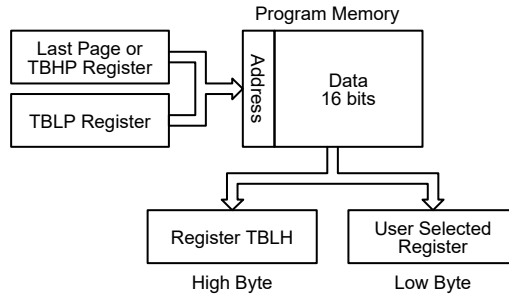 Program Memory
Last Page or
TBHP Register
TBLP Register
Address
Data
16 bits
Register TBLH
User Selected
Register
High Byte
Low Byte